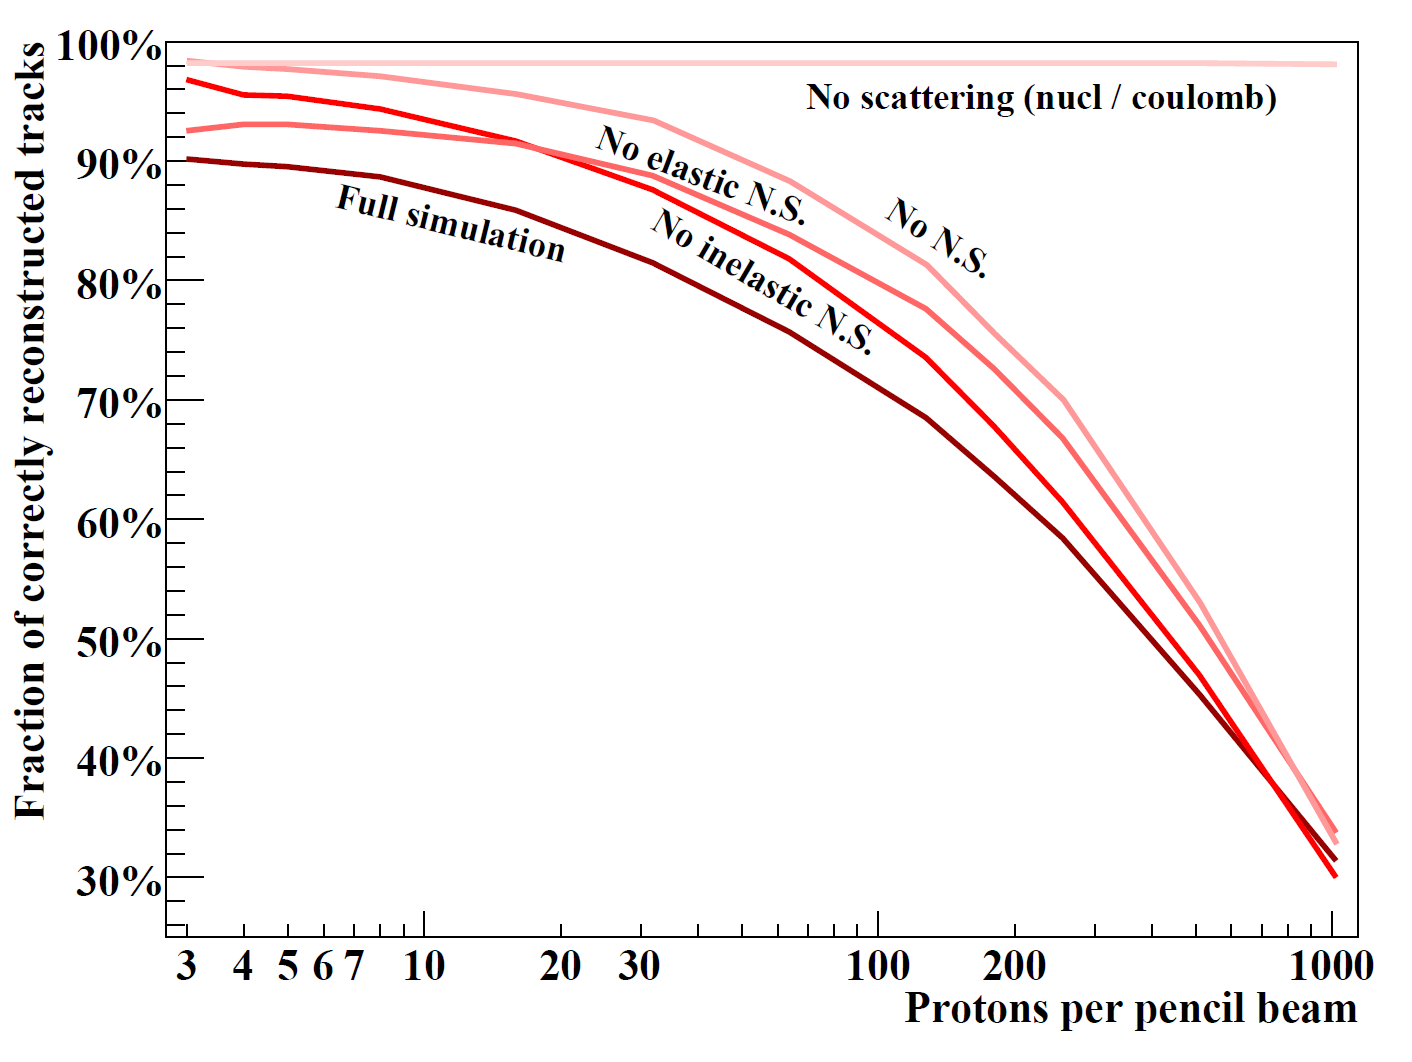 Fraction of correctly reconstructed tracks
100%
90%
80%
70%
60%
50%
40%
30%
No scattering (nucl / coulomb)
No elastic N.S.
No N.S.
Full simulation
No inelastic N.S.
3 4 5 6 7 10 20 30 100 200 1000
Protons per pencil beam